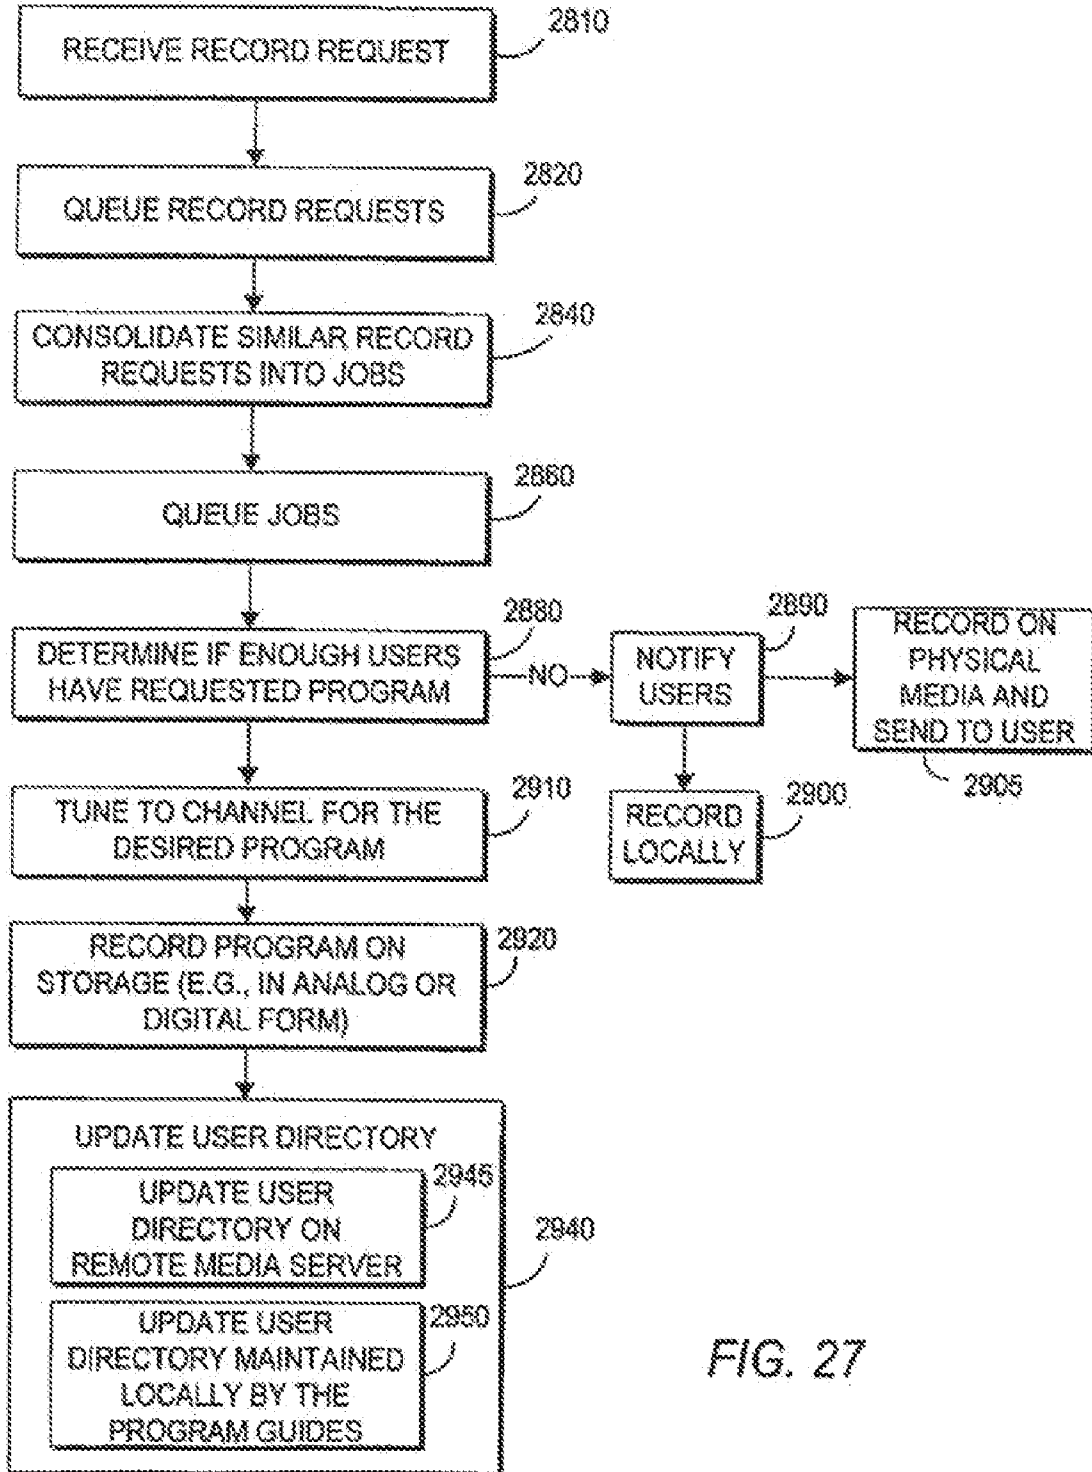 RECEIVE RECORD REQUEST
2810
QUEUE RECORD REQUESTS
2820
CONSOLIDATE SIMILAR RECORD
REQUESTS INTO JOBS
2840
QUEUE JOBS
2860
DETERMINE IF ENOUGH USERS
HAVE REQUESTED PROGRAM
2880
NO
NOTIFY
USERS
2890
RECORD ON
PHYSICAL
MEDIA AND
SEND TO USER
2905
RECORD
LOCALLY
2900
TUNE TO CHANNEL FOR THE
DESIRED PROGRAM
2910
RECORD PROGRAM ON
STORAGE (E.G., IN ANALOG OR
DIGITAL FORM)
2920
UPDATE USER DIRECTORY
2940
UPDATE USER
DIRECTORY ON
REMOTE MEDIA SERVER
2945
UPDATE USER
DIRECTORY MAINTAINED
LOCALLY BY THE
PROGRAM GUIDES
2950
FIG. 27